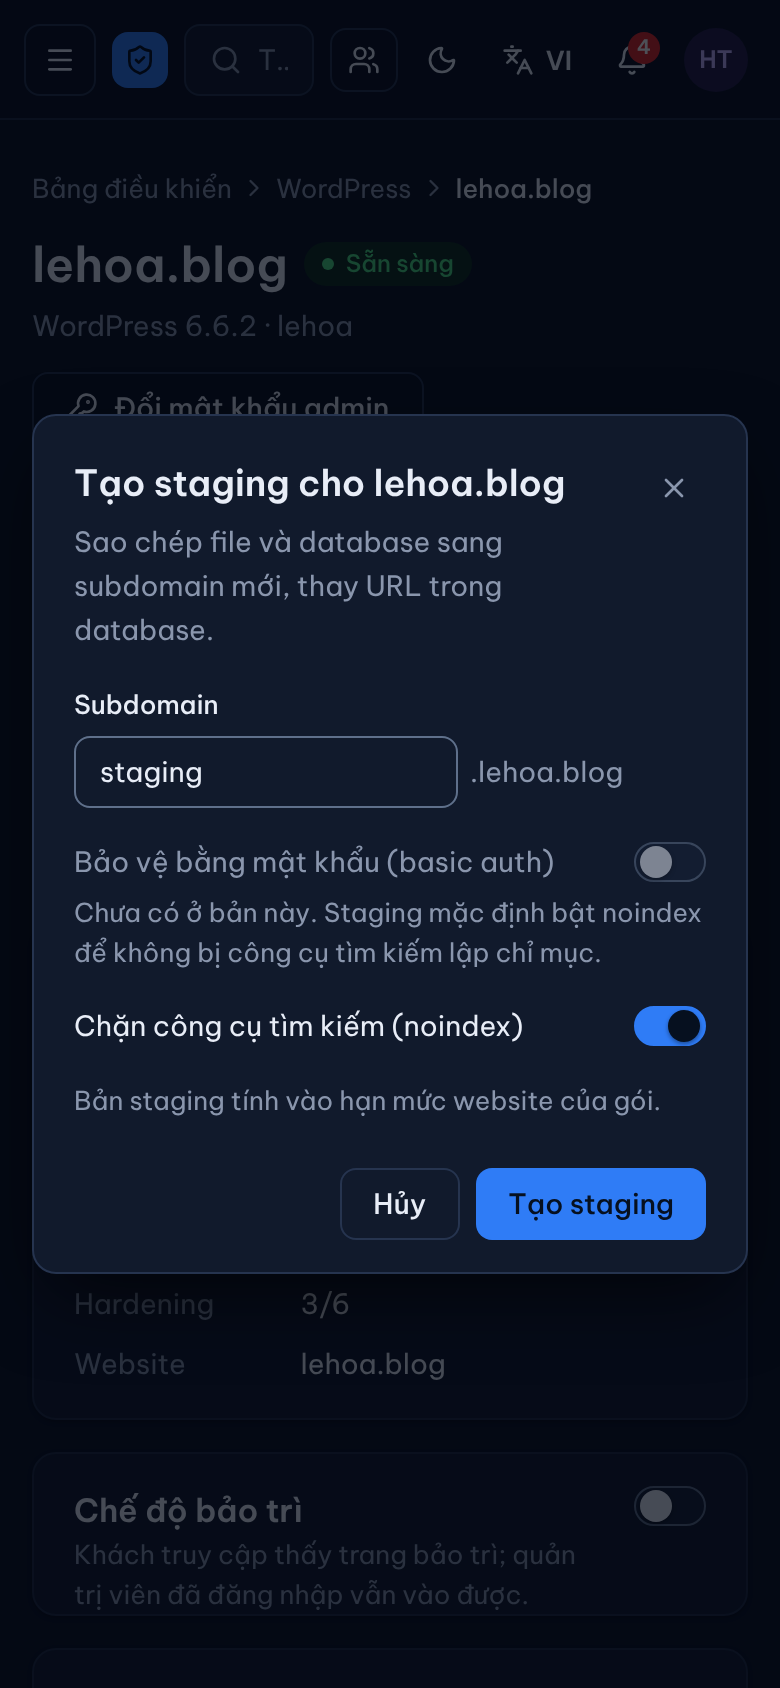 T..
VI
4
HT
Bảng điều khiển > WordPress > lehoa.blog
lehoa.blog
Sẵn sàng
WordPress 6.6.2 · lehoa
Đổi mật khẩu admin
Tạo staging cho lehoa.blog
Sao chép file và database sang
subdomain mới, thay URL trong
database.
Subdomain
staging
.lehoa.blog
Bảo vệ bằng mật khẩu (basic auth)
Chưa có ở bản này. Staging mặc định bật noindex
để không bị công cụ tìm kiếm lập chỉ mục.
Chặn công cụ tìm kiếm (noindex)
Bản staging tính vào hạn mức website của gói.
Hủy
Tạo staging
Hardening
3/6
Website
lehoa.blog
Chế độ bảo trì
Khách truy cập thấy trang bảo trì; quản
trị viên đã đăng nhập vẫn vào được.